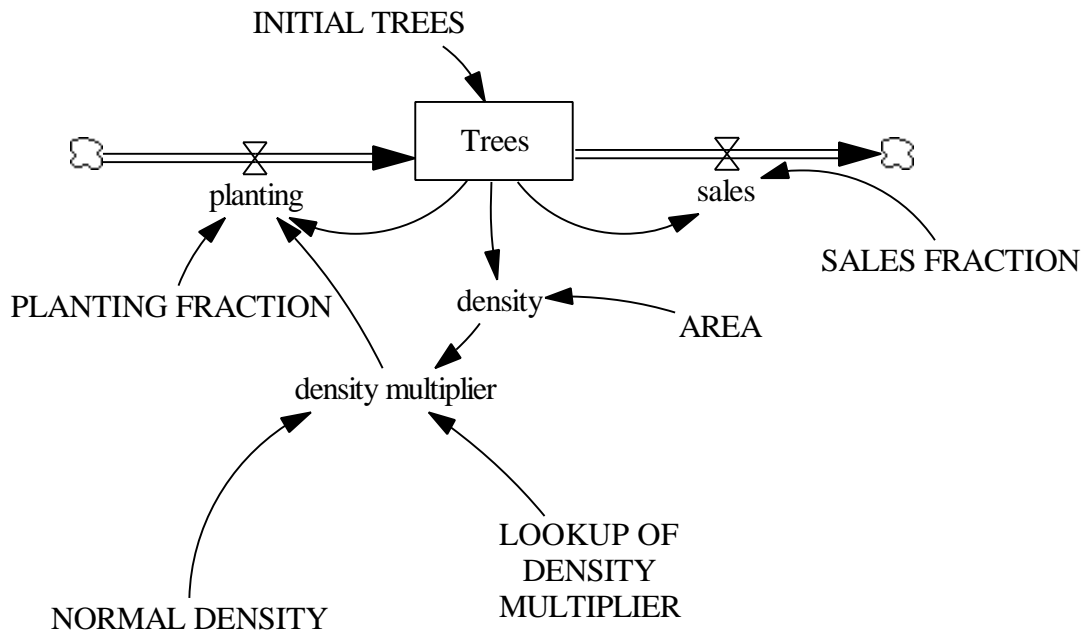 INITIAL TREES
Trees
planting
sales
SALES FRACTION
PLANTING FRACTION
density
AREA
density multiplier
LOOKUP OF
DENSITY
MULTIPLIER
NORMAL DENSITY